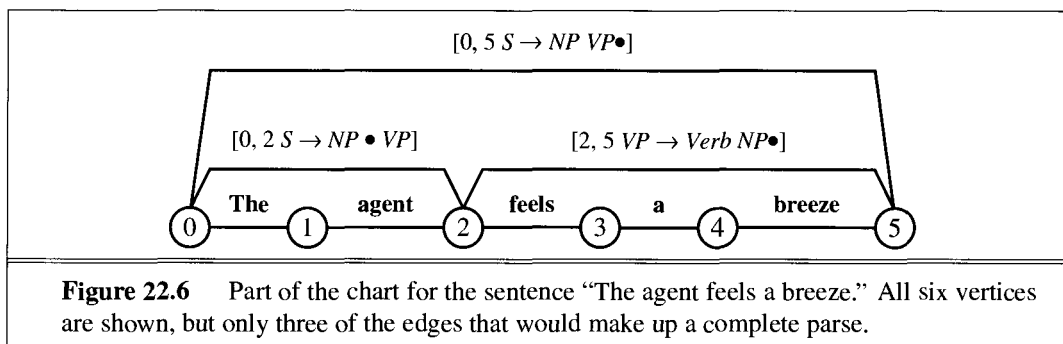 [0, 5 S → NP VP●]
[0, 2 S → NP ● VP]
[2, 5 VP → Verb NP●]
The agent feels a breeze
0 1 2 3 4 5
Figure 22.6 Part of the chart for the sentence “The agent feels a breeze.” All six vertices
are shown, but only three of the edges that would make up a complete parse.